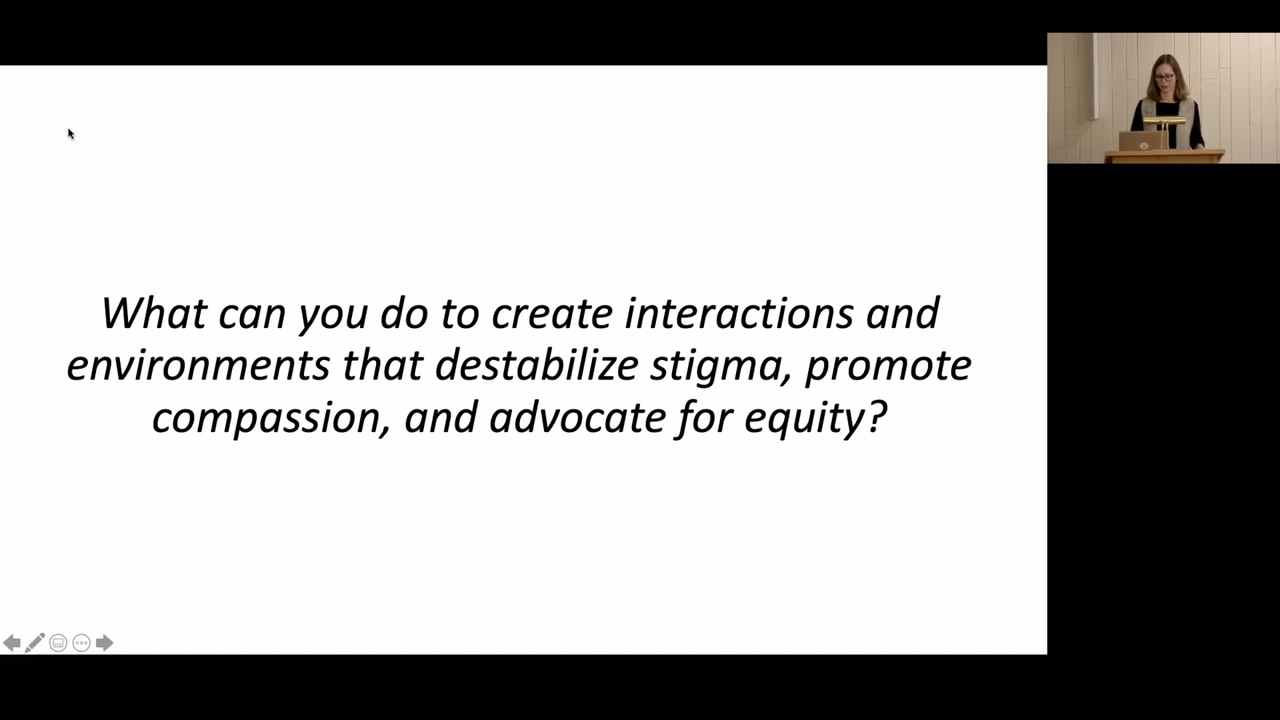 What can you do to create interactions and
environments that destabilize stigma, promote
compassion, and advocate for equity?